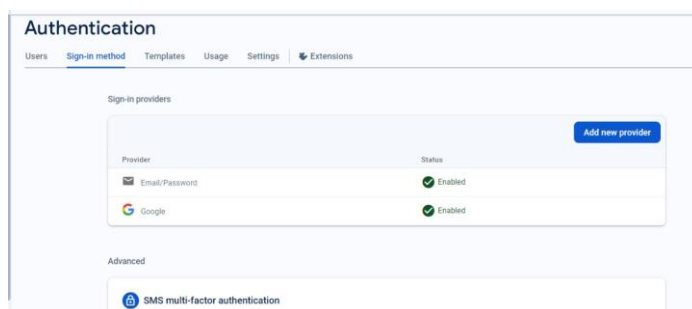 Authentication
Users Sign-in method Templates Usage Settings Extensions
Sign-in providers
Add new provider
Provider Status
Email/Password Enabled
Google Enabled
Advanced
SMS multi-factor authentication